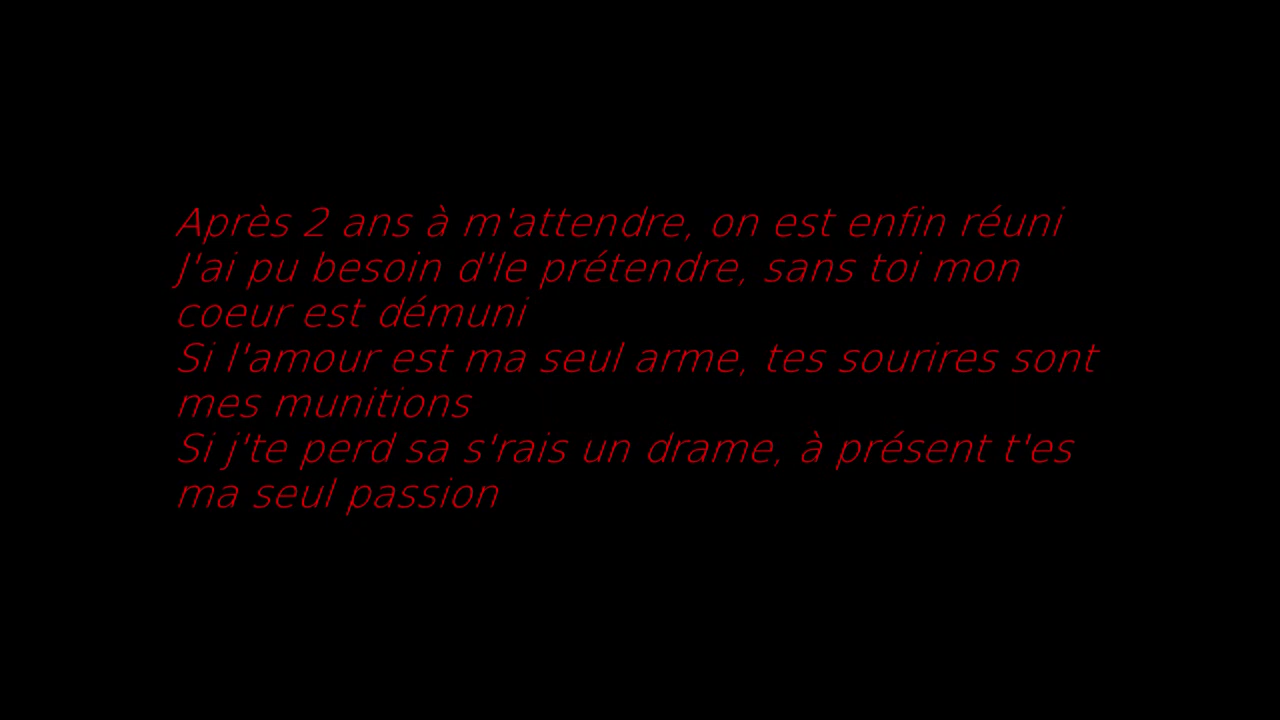 Après 2 ans à m'attendre, on est enfin réuni
J'ai pu besoin d'le prétendre, sans toi mon
coeur est démuni
Si l'amour est ma seul arme, tes sourires sont
mes munitions
Si j'te perd sa s'rais un drame, à présent t'es
ma seul passion